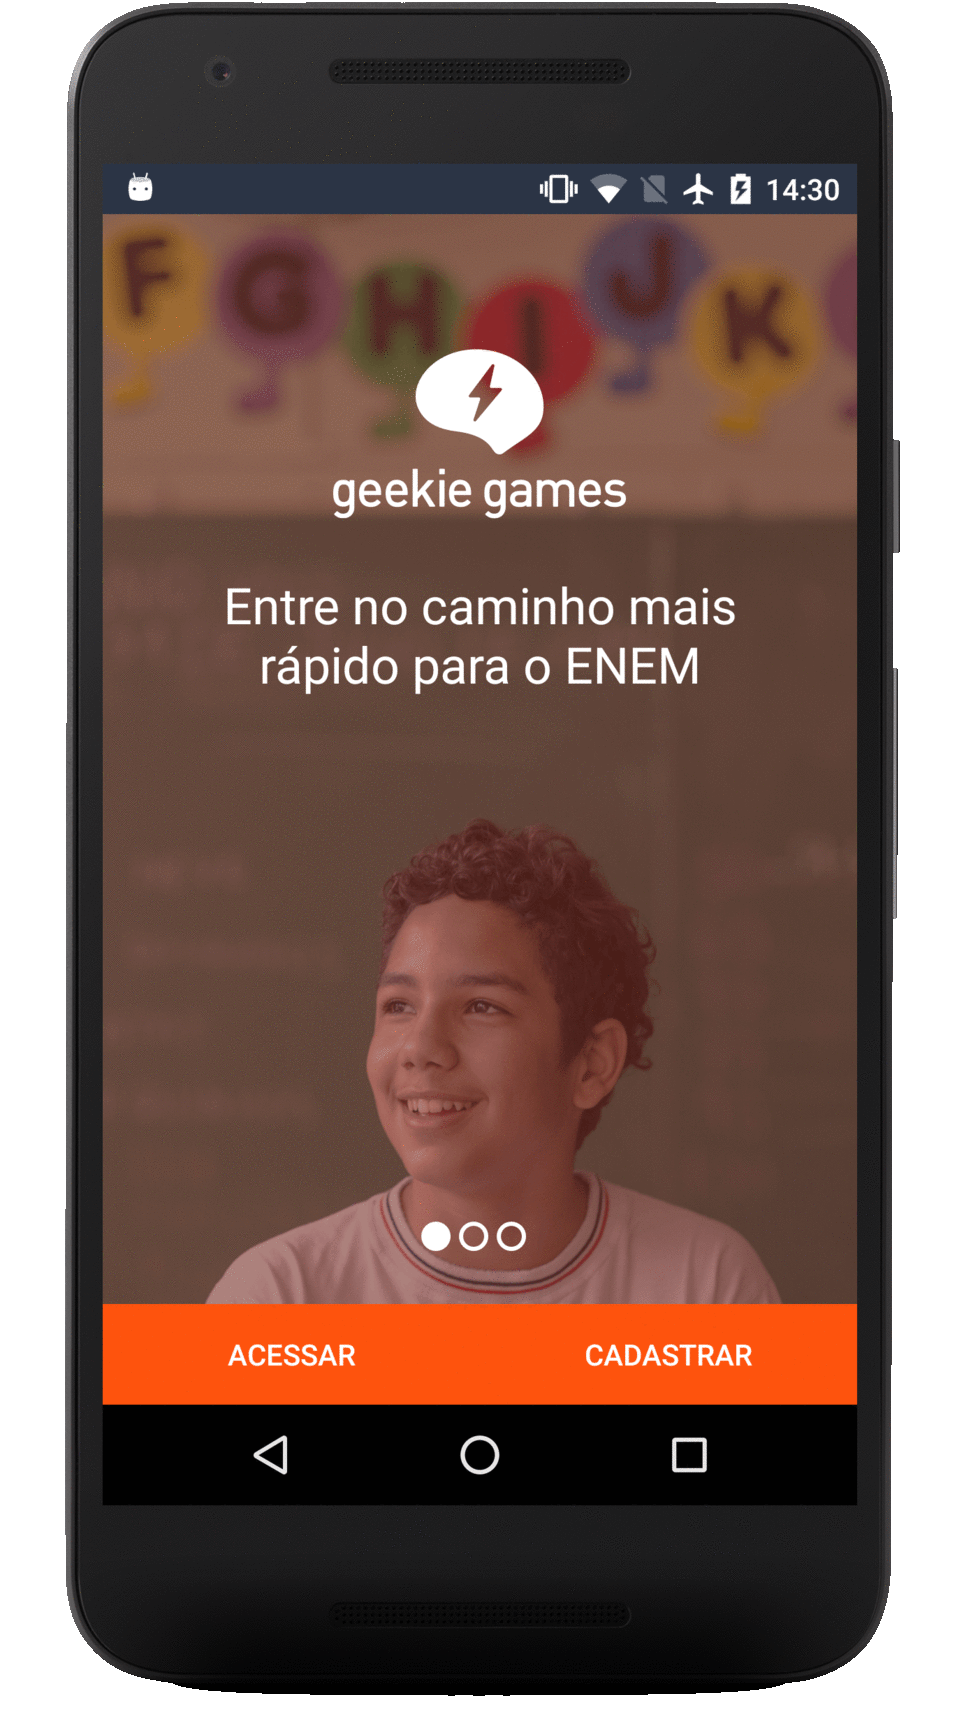 14:30
F G H I J K
geekie games
Entre no caminho mais
rápido para o ENEM
ACESSAR CADASTRAR